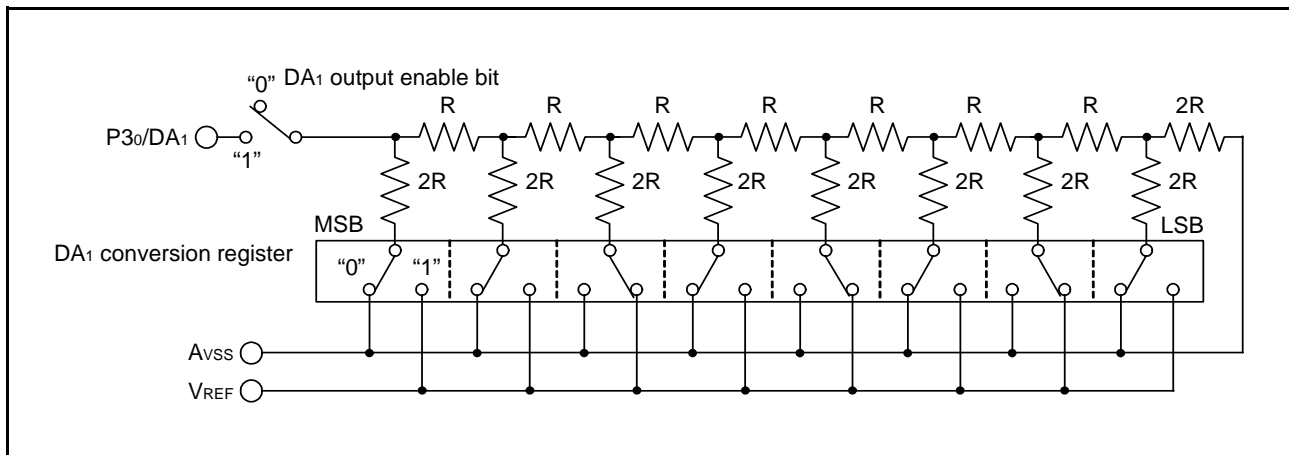 “0” DA1 output enable bit
R R R R R R R 2R
P30/DA1
“1”
2R 2R 2R 2R 2R 2R 2R 2R
MSB LSB
DA1 conversion register
“0” “1”
AVSS
VREF